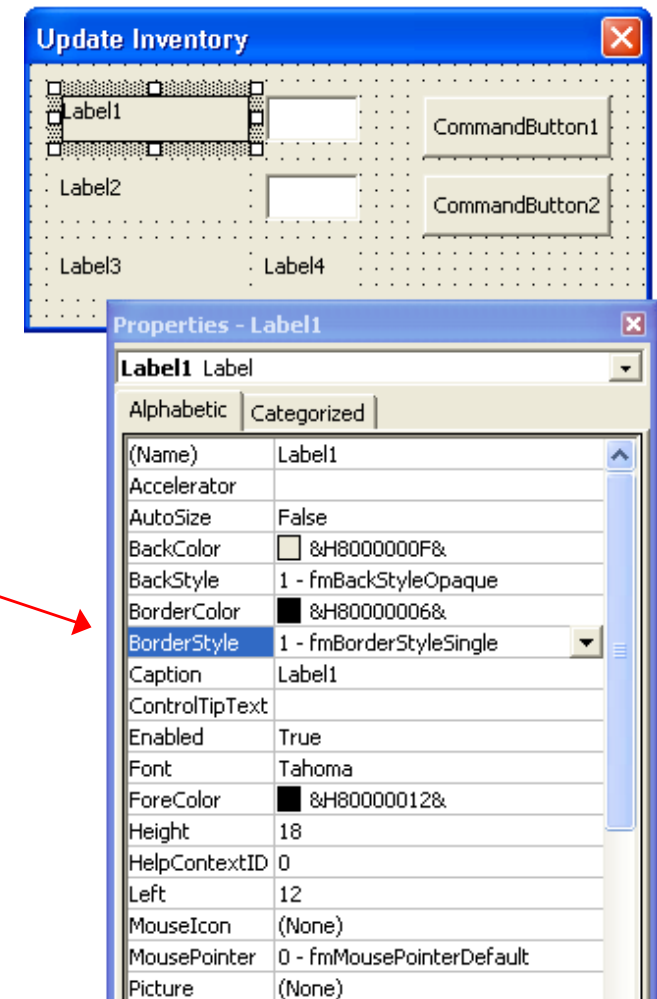 Update Inventory
Label1
CommandButton1
Label2
CommandButton2
Label3 Label4
Properties - Label1
Label1 Label
Alphabetic Categorized
(Name) Label1
Accelerator
AutoSize False
BackColor &H8000000F&
BackStyle 1 - fmBackStyleOpaque
BorderColor &H80000006&
BorderStyle 1 - fmBorderStyleSingle
Caption Label1
ControlTipText
Enabled True
Font Tahoma
ForeColor &H80000012&
Height 18
HelpContextID 0
Left 12
MouseIcon (None)
MousePointer 0 - fmMousePointerDefault
Picture (None)